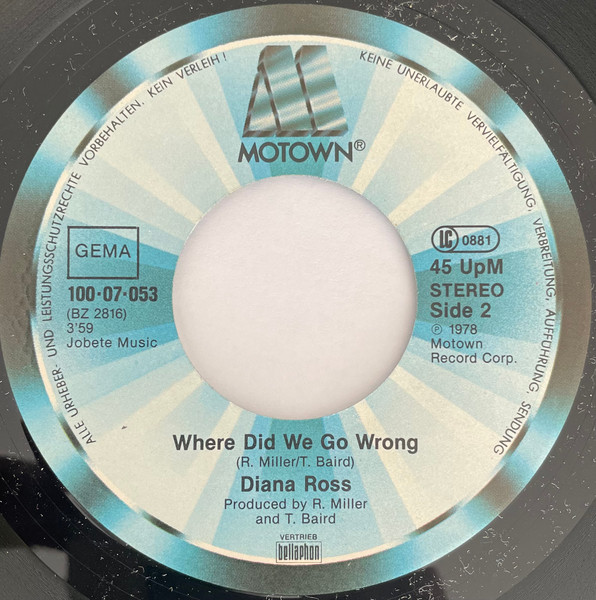 ALLE URHEBER- UND LEISTUNGSSCHUTZRECHTE VORBEHALTEN. KEIN VERLEIH! KEINE UNERLAUBTE VERVIELFÄLTIGUNG, VERBREITUNG, AUFFÜHRUNG, SENDUNG
MOTOWN®
GEMA
100·07·053
(BZ 2816)
3'59
Jobete Music
LC 0881
45 UpM
STEREO
Side 2
℗ 1978
Motown
Record Corp.
Where Did We Go Wrong
(R. Miller/T. Baird)
Diana Ross
Produced by R. Miller
and T. Baird
VERTRIEB
bellaphon